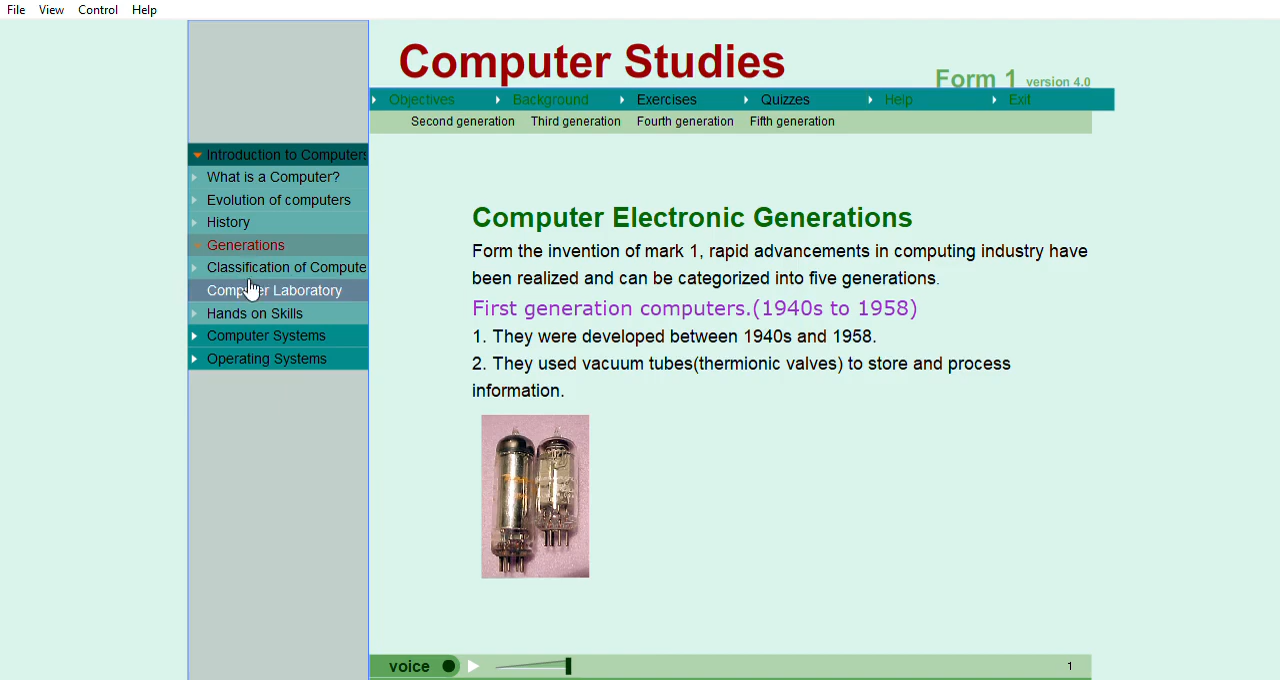 File View Control Help
Computer Studies
Form 1 version 4.0
Objectives Background Exercises Quizzes Help Exit
Second generation Third generation Fourth generation Fifth generation
Introduction to Computers
What is a Computer?
Evolution of computers
History
Generations
Classification of Compute
Computer Laboratory
Hands on Skills
Computer Systems
Operating Systems
Computer Electronic Generations
Form the invention of mark 1, rapid advancements in computing industry have
been realized and can be categorized into five generations.
First generation computers.(1940s to 1958)
1. They were developed between 1940s and 1958.
2. They used vacuum tubes(thermionic valves) to store and process
information.
voice
1